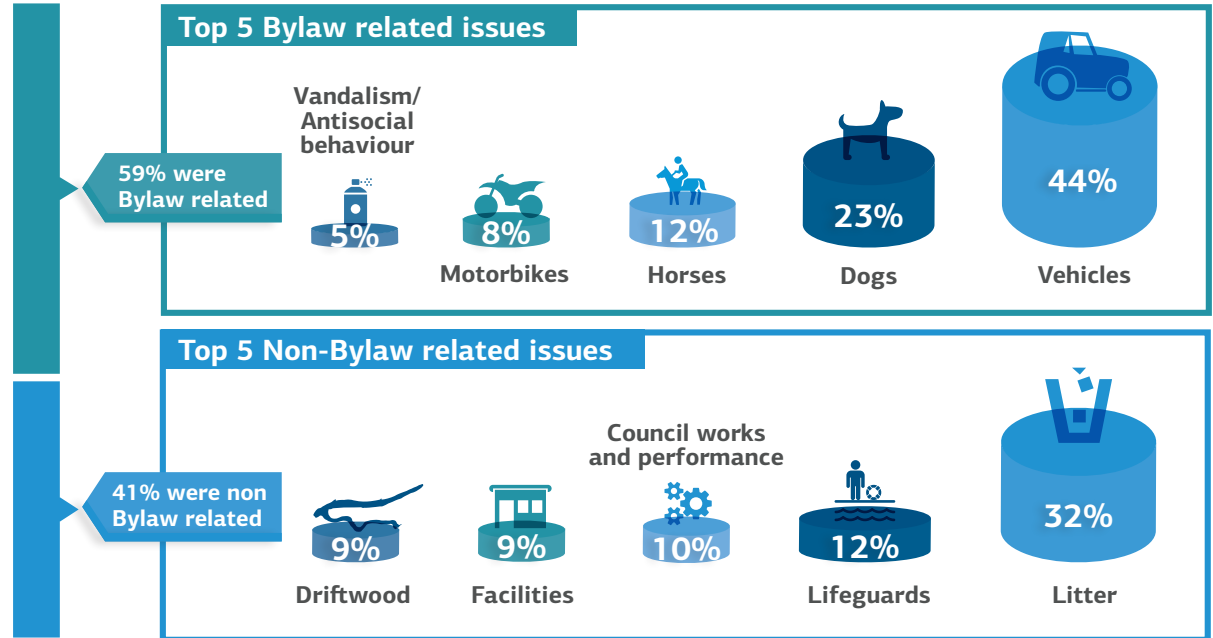 Top 5 Bylaw related issues
59% were
Bylaw related
Vandalism/
Antisocial
behaviour
5%
8%
Motorbikes
12%
Horses
23%
Dogs
44%
Vehicles
Top 5 Non-Bylaw related issues
41% were non
Bylaw related
9%
Driftwood
9%
Facilities
Council works
and performance
10%
12%
Lifeguards
32%
Litter